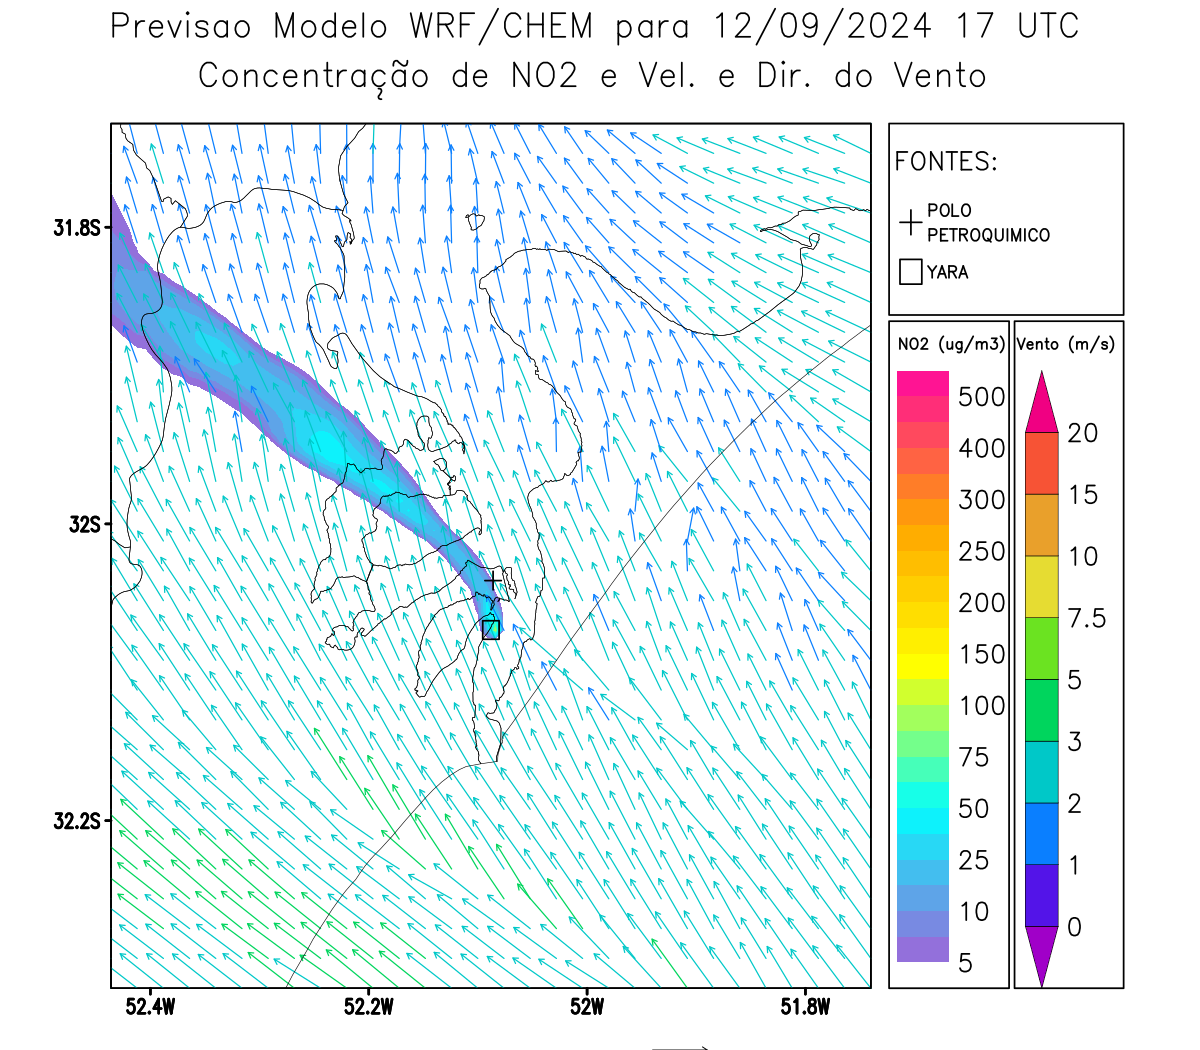 Previsao Modelo WRF/CHEM para 12/09/2024 17 UTC
Concentração de NO2 e Vel. e Dir. do Vento
FONTES:
POLO
PETROQUIMICO
YARA
NO2 (ug/m3)
500
400
300
250
200
150
100
75
50
25
10
5
Vento (m/s)
20
15
10
7.5
5
3
2
1
0
31.8S
32S
32.2S
52.4W
52.2W
52W
51.8W